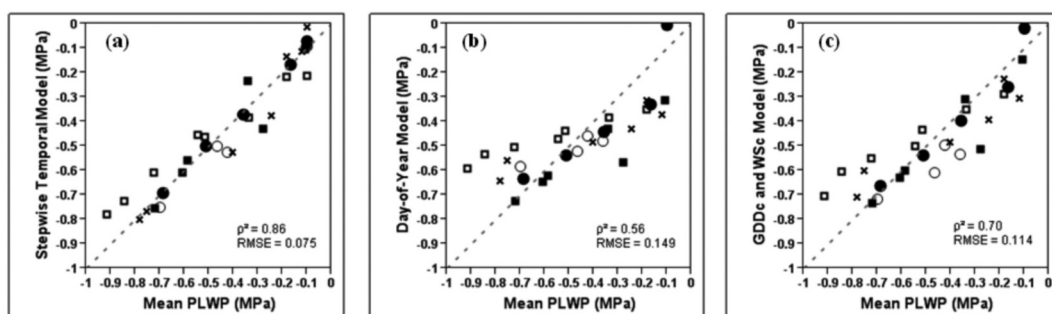 (a)
Stepwise Temporal Model (MPa)
0
-0.1
-0.2
-0.3
-0.4
-0.5
-0.6
-0.7
-0.8
-0.9
-1
ρ² = 0.86
RMSE = 0.075
-1 -0.9 -0.8 -0.7 -0.6 -0.5 -0.4 -0.3 -0.2 -0.1 0
Mean PLWP (MPa)
(b)
Day-of-Year Model (MPa)
0
-0.1
-0.2
-0.3
-0.4
-0.5
-0.6
-0.7
-0.8
-0.9
-1
ρ² = 0.56
RMSE = 0.149
-1 -0.9 -0.8 -0.7 -0.6 -0.5 -0.4 -0.3 -0.2 -0.1 0
Mean PLWP (MPa)
(c)
GDDc and WSc Model (MPa)
0
-0.1
-0.2
-0.3
-0.4
-0.5
-0.6
-0.7
-0.8
-0.9
-1
ρ² = 0.70
RMSE = 0.114
-1 -0.9 -0.8 -0.7 -0.6 -0.5 -0.4 -0.3 -0.2 -0.1 0
Mean PLWP (MPa)